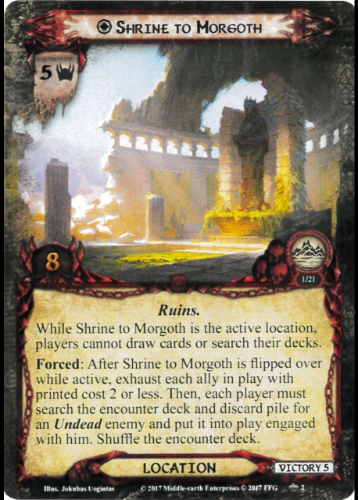 SHRINE TO MORGOTH
5
8
1/21
Ruins.
While Shrine to Morgoth is the active location,
players cannot draw cards or search their decks.
Forced: After Shrine to Morgoth is flipped over
while active, exhaust each ally in play with
printed cost 2 or less. Then, each player must
search the encounter deck and discard pile for
an Undead enemy and put it into play engaged
with him. Shuffle the encounter deck.
LOCATION
VICTORY 5
Illus. Jokubas Uogintas
© 2017 Middle-earth Enterprises © 2017 FFG
2